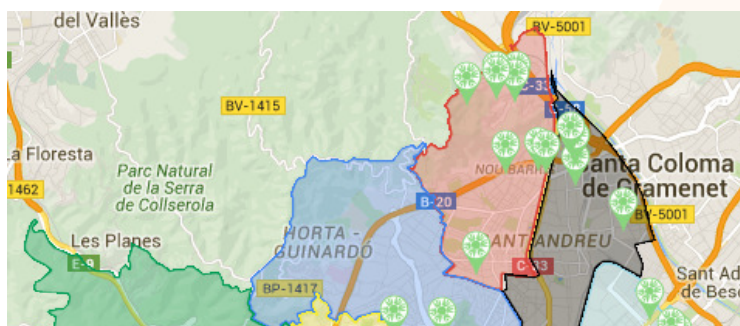 del Vallès
BV-5001
C-33
BV-1415
La Floresta
Parc Natural
de la Serra
de Collserola
1462
NOU BARR
Santa Coloma
de Gramenet
B-20
BV-5001
HORTA -
GUINARDÓ
Les Planes
SANT ANDREU
E-9
C-33
Sant Ad
de Besò
BP-1417